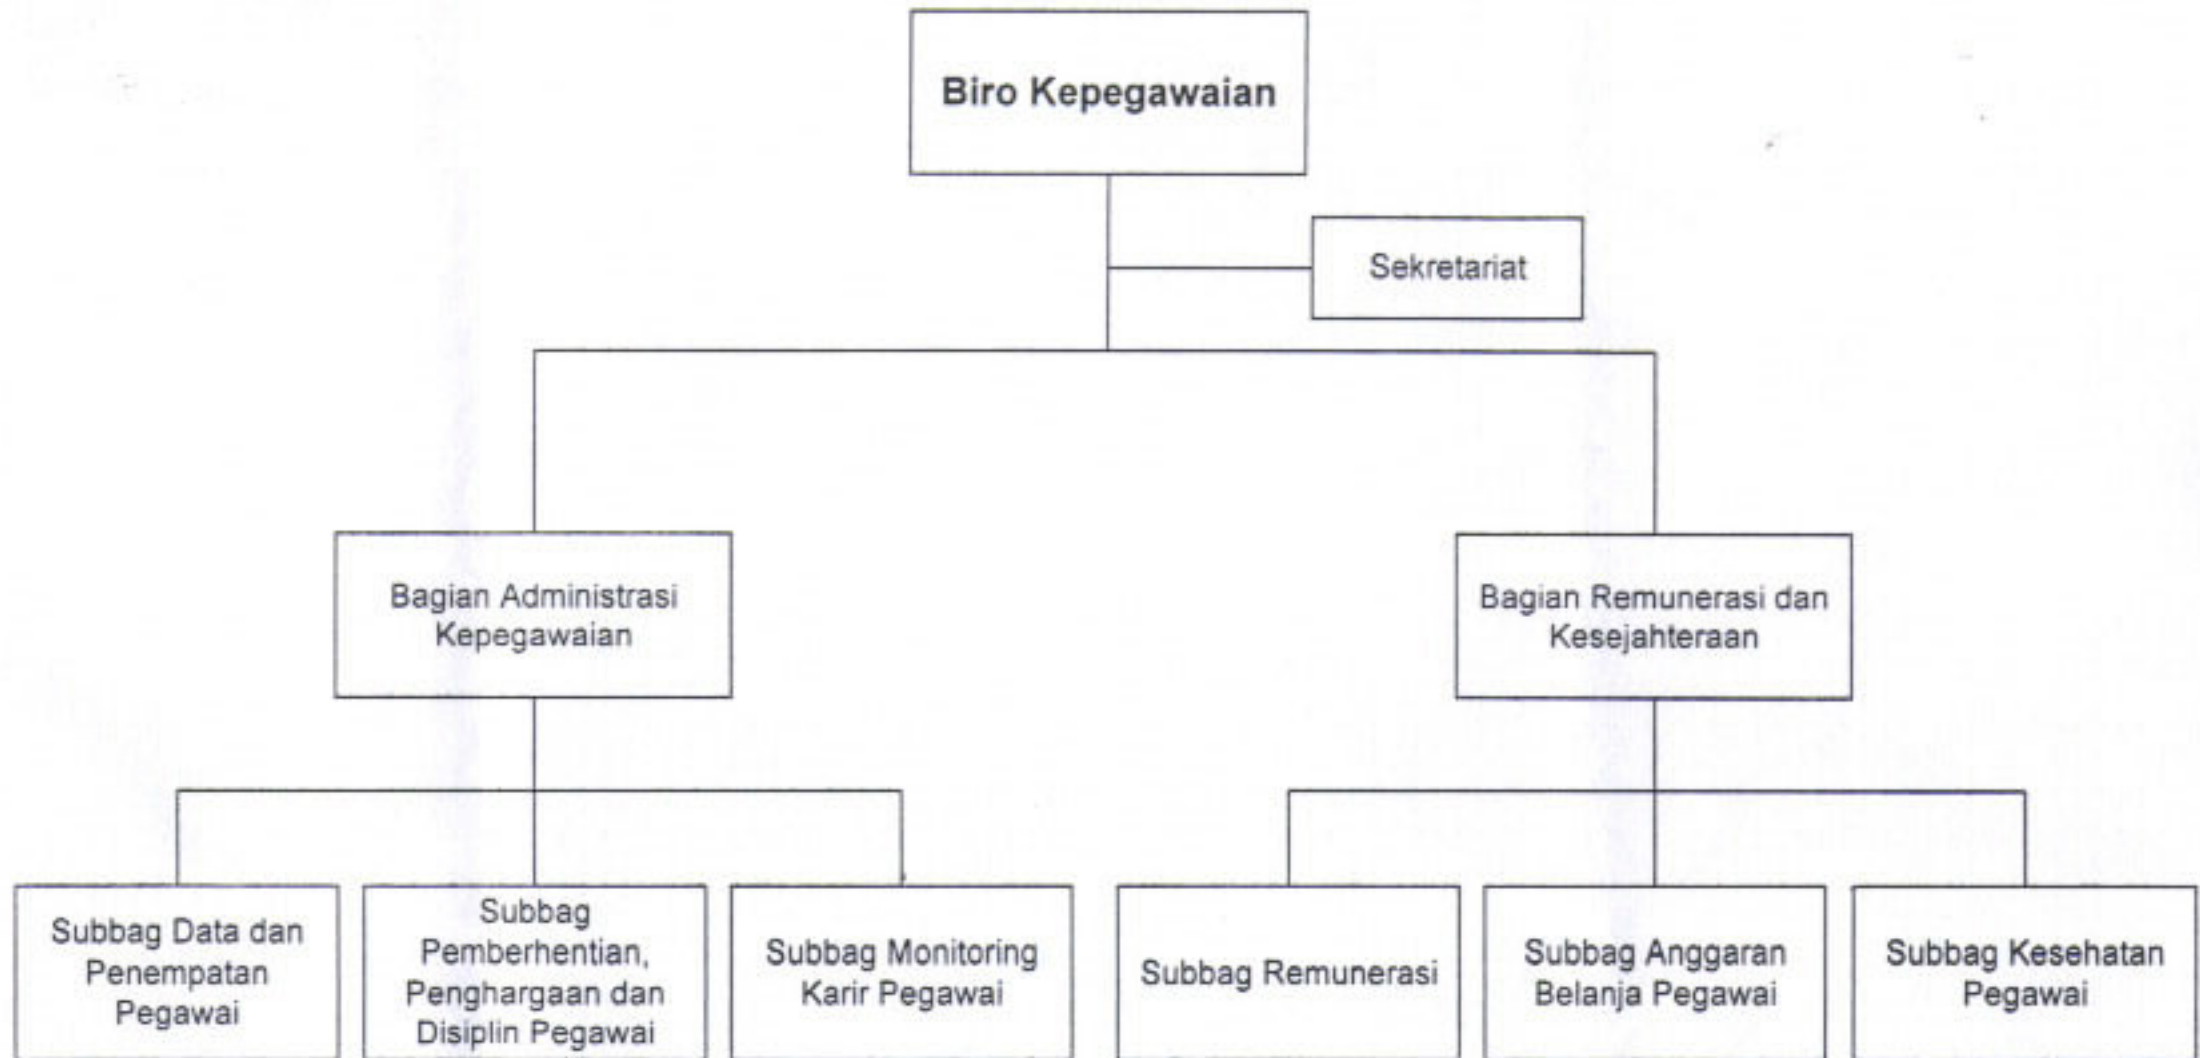 Biro Kepegawaian
Sekretariat
Bagian Administrasi
Kepegawaian
Bagian Remunerasi dan
Kesejahteraan
Subbag Data dan
Penempatan
Pegawai
Subbag
Pemberhentian,
Penghargaan dan
Disiplin Pegawai
Subbag Monitoring
Karir Pegawai
Subbag Remunerasi
Subbag Anggaran
Belanja Pegawai
Subbag Kesehatan
Pegawai